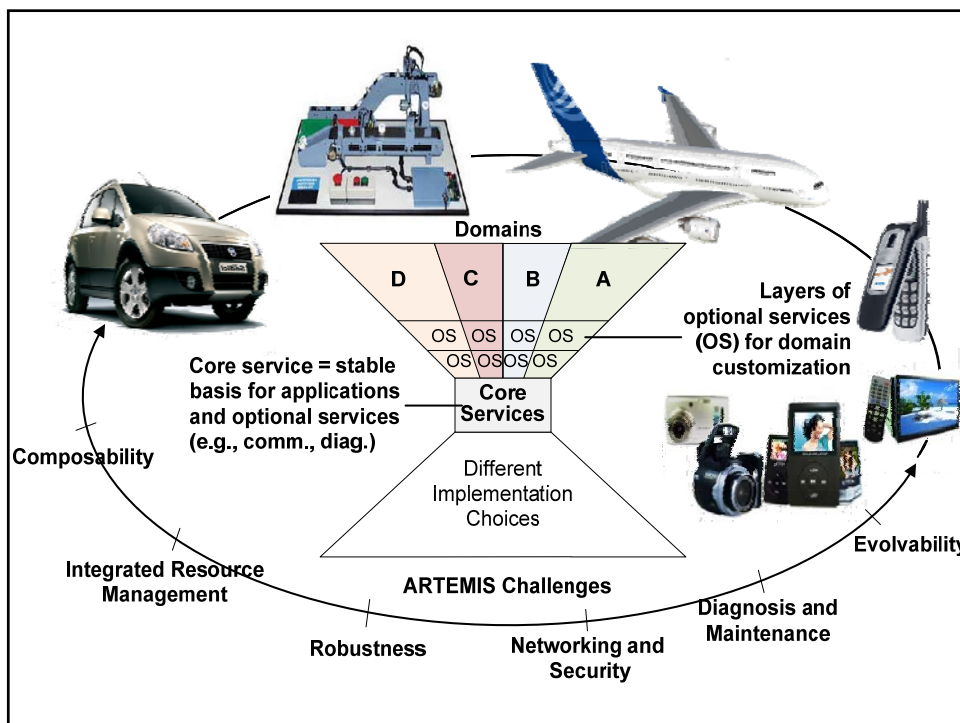 Domains
D C B A
OS OS OS OS
OS OS OS OS
Layers of
optional services
(OS) for domain
customization
Core service = stable
basis for applications
and optional services
(e.g., comm., diag.)
Core
Services
Different
Implementation
Choices
ARTEMIS Challenges
Composability
Integrated Resource
Management
Robustness
Networking and
Security
Diagnosis and
Maintenance
Evolvability